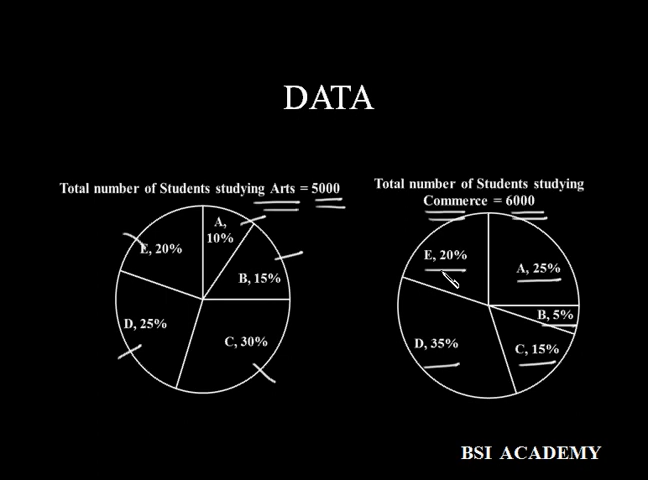 DATA
Total number of Students studying Arts = 5000
A,
10%
B, 15%
C, 30%
D, 25%
E, 20%
Total number of Students studying
Commerce = 6000
A, 25%
B, 5%
C, 15%
D, 35%
E, 20%
BSI ACADEMY